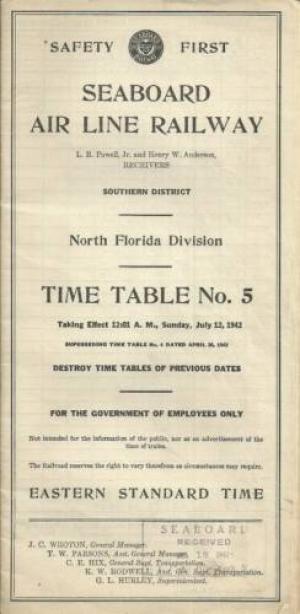 SAFETY FIRST
SEABOARD
AIR LINE RAILWAY
L. R. Powell, Jr. and Henry W. Anderson,
RECEIVERS
SOUTHERN DISTRICT
North Florida Division
TIME TABLE No. 5
Taking Effect 12:01 A. M., Sunday, July 12, 1942
SUPERSEDING TIME TABLE No. 4 DATED APRIL 26, 1942
DESTROY TIME TABLES OF PREVIOUS DATES
FOR THE GOVERNMENT OF EMPLOYEES ONLY
Not intended for the information of the public, nor as an advertisement of the
time of trains.
The Railroad reserves the right to vary therefrom as circumstances may require.
EASTERN STANDARD TIME
SEABOARD
RECEIVED
J. C. WROTON, General Manager.
T. W. PARSONS, Asst. General Manager.
C. E. HIX, General Supt. Transportation.
K. W. RODWELL, Asst. Gen. Supt. Transportation.
G. L. HURLEY, Superintendent.